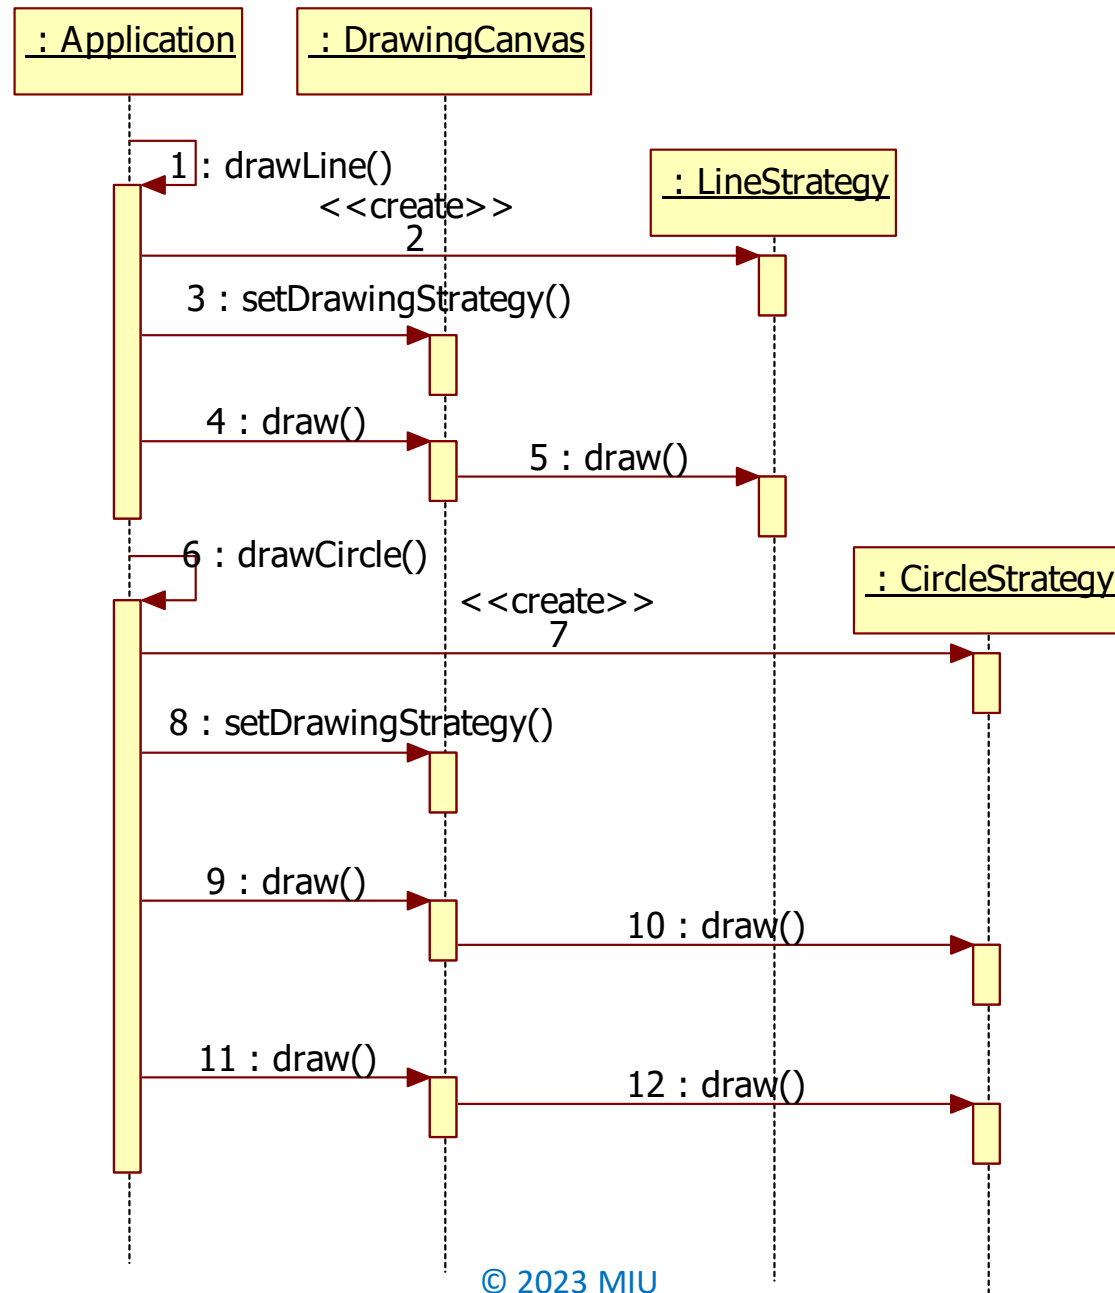 : Application
: DrawingCanvas
1 : drawLine()
: LineStrategy
<<create>>
2
3 : setDrawingStrategy()
4 : draw()
5 : draw()
6 : drawCircle()
: CircleStrategy
<<create>>
7
8 : setDrawingStrategy()
9 : draw()
10 : draw()
11 : draw()
12 : draw()
© 2023 MIU